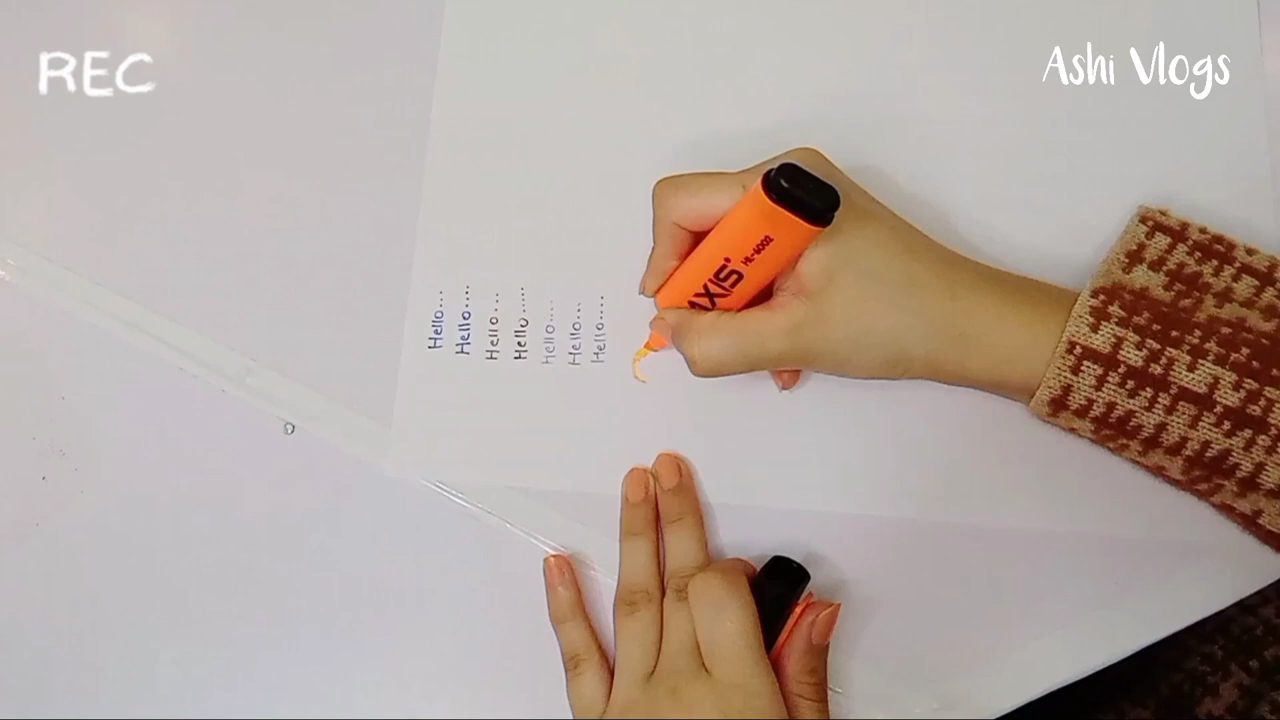 REC
Ashi Vlogs
Hello...
Hello....
Hello...
Hello.....
Hello....
Hello...
Hello....
AXIS® HL-6002